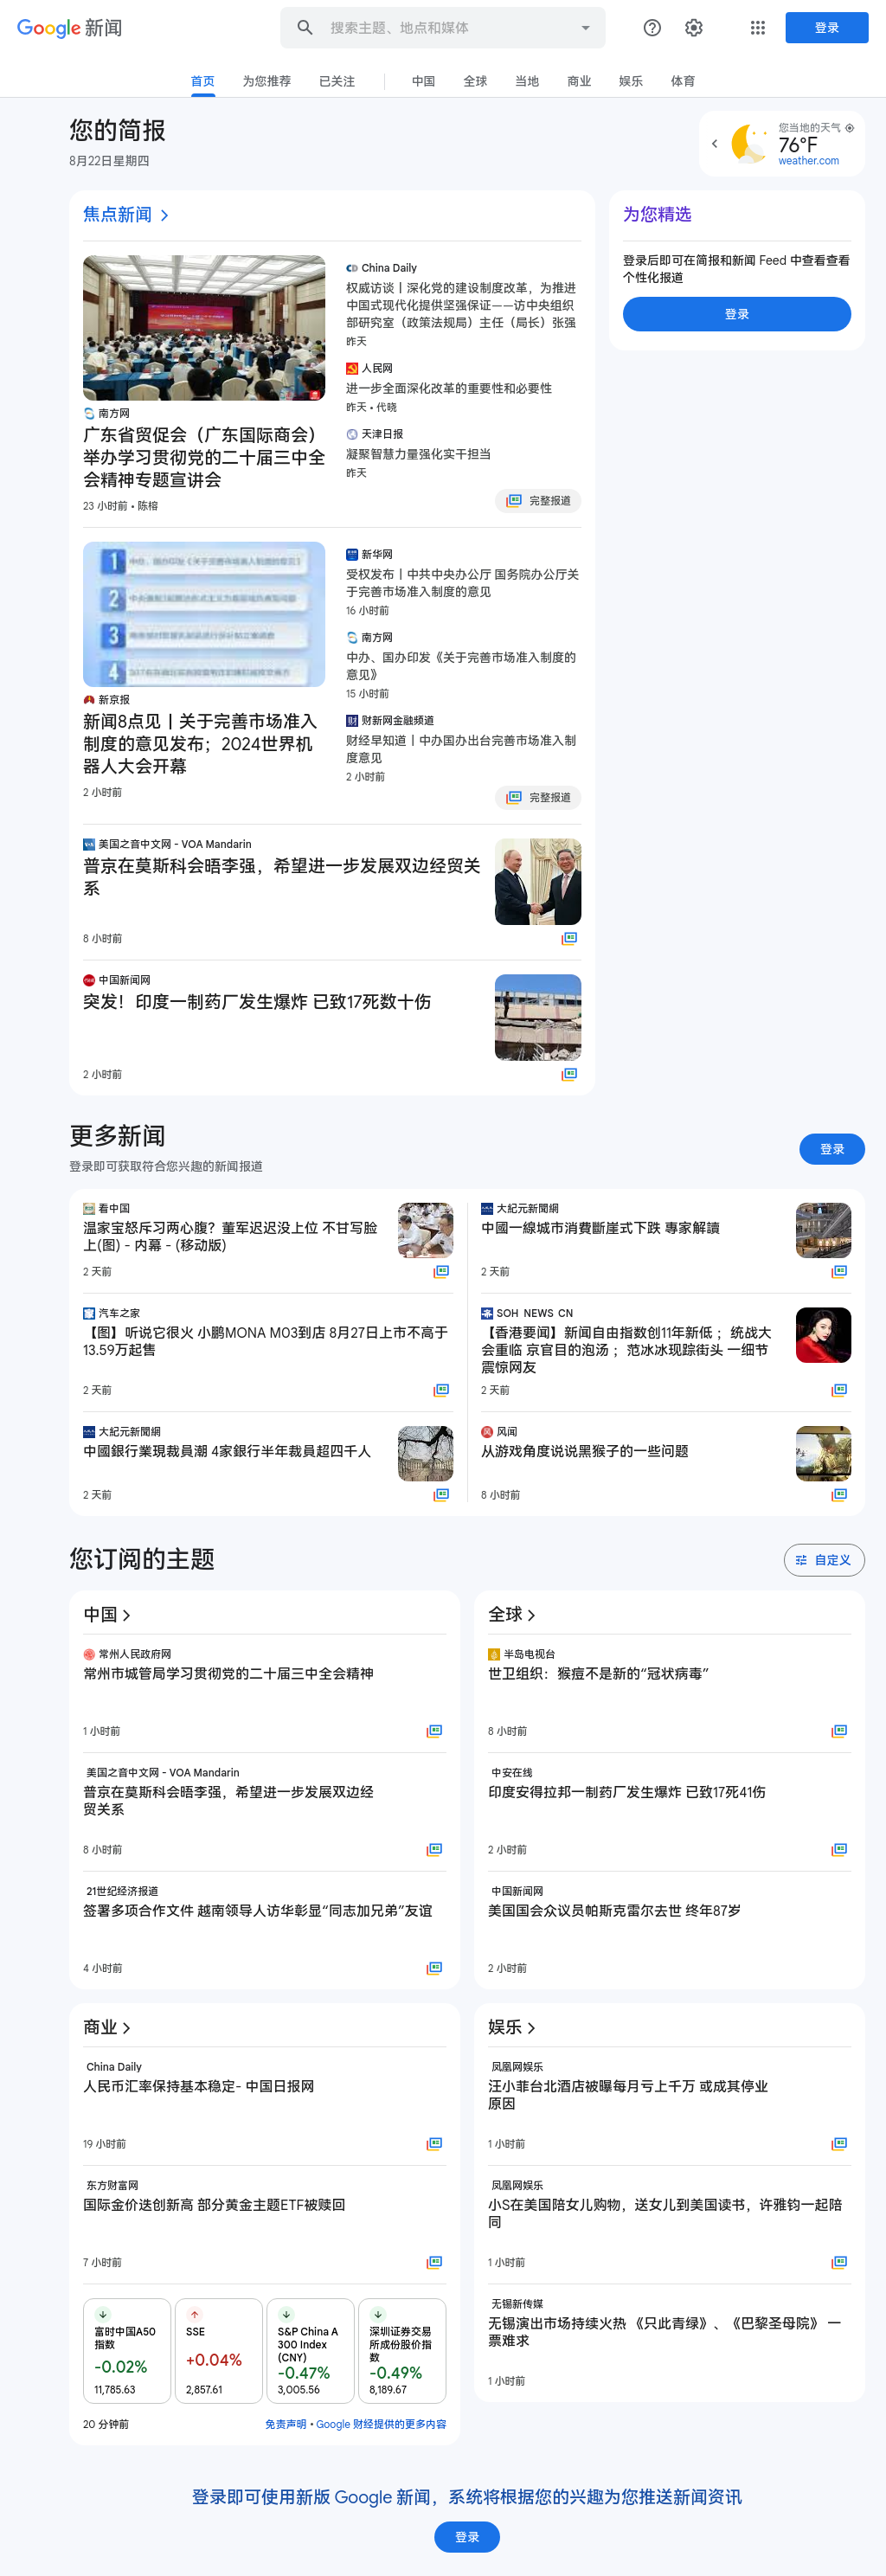 Google 新闻
搜索主题、地点和媒体
登录
首页
为您推荐
已关注
中国
全球
当地
商业
娱乐
体育
您的简报
8月22日星期四
您当地的天气
76°F
weather.com
焦点新闻
南方网
广东省贸促会（广东国际商会）
举办学习贯彻党的二十届三中全
会精神专题宣讲会
23 小时前 • 陈榕
China Daily
权威访谈丨深化党的建设制度改革，为推进
中国式现代化提供坚强保证——访中央组织
部研究室（政策法规局）主任（局长）张强
昨天
人民网
进一步全面深化改革的重要性和必要性
昨天 • 代晓
天津日报
凝聚智慧力量强化实干担当
昨天
完整报道
新京报
新闻8点见丨关于完善市场准入
制度的意见发布；2024世界机
器人大会开幕
2 小时前
新华网
受权发布丨中共中央办公厅 国务院办公厅关
于完善市场准入制度的意见
16 小时前
南方网
中办、国办印发《关于完善市场准入制度的
意见》
15 小时前
财新网金融频道
财经早知道丨中办国办出台完善市场准入制
度意见
2 小时前
完整报道
美国之音中文网 - VOA Mandarin
普京在莫斯科会晤李强，希望进一步发展双边经贸关
系
8 小时前
中国新闻网
突发！印度一制药厂发生爆炸 已致17死数十伤
2 小时前
为您精选
登录后即可在简报和新闻 Feed 中查看查看
个性化报道
登录
更多新闻
登录即可获取符合您兴趣的新闻报道
登录
看中国
温家宝怒斥习两心腹？董军迟迟没上位 不甘写脸
上(图) - 内幕 - (移动版)
2 天前
大紀元新聞網
中國一線城市消費斷崖式下跌 專家解讀
2 天前
汽车之家
【图】听说它很火 小鹏MONA M03到店 8月27日上市不高于
13.59万起售
2 天前
SOH_NEWS_CN
【香港要闻】新闻自由指数创11年新低 ；统战大
会重临 京官目的泡汤 ；范冰冰现踪街头 一细节
震惊网友
2 天前
大紀元新聞網
中國銀行業現裁員潮 4家銀行半年裁員超四千人
2 天前
风闻
从游戏角度说说黑猴子的一些问题
8 小时前
您订阅的主题
自定义
中国
常州人民政府网
常州市城管局学习贯彻党的二十届三中全会精神
1 小时前
美国之音中文网 - VOA Mandarin
普京在莫斯科会晤李强，希望进一步发展双边经
贸关系
8 小时前
21世纪经济报道
签署多项合作文件 越南领导人访华彰显“同志加兄弟”友谊
4 小时前
全球
半岛电视台
世卫组织：猴痘不是新的“冠状病毒”
8 小时前
中安在线
印度安得拉邦一制药厂发生爆炸 已致17死41伤
2 小时前
中国新闻网
美国国会众议员帕斯克雷尔去世 终年87岁
2 小时前
商业
China Daily
人民币汇率保持基本稳定- 中国日报网
19 小时前
东方财富网
国际金价迭创新高 部分黄金主题ETF被赎回
7 小时前
富时中国A50
指数
-0.02%
11,785.63
SSE
+0.04%
2,857.61
S&P China A
300 Index
(CNY)
-0.47%
3,005.56
深圳证券交易
所成份股价指
数
-0.49%
8,189.67
20 分钟前
免责声明 • Google 财经提供的更多内容
娱乐
凤凰网娱乐
汪小菲台北酒店被曝每月亏上千万 或成其停业
原因
1 小时前
凤凰网娱乐
小S在美国陪女儿购物，送女儿到美国读书，许雅钧一起陪
同
1 小时前
无锡新传媒
无锡演出市场持续火热 《只此青绿》、《巴黎圣母院》 一
票难求
1 小时前
登录即可使用新版 Google 新闻，系统将根据您的兴趣为您推送新闻资讯
登录